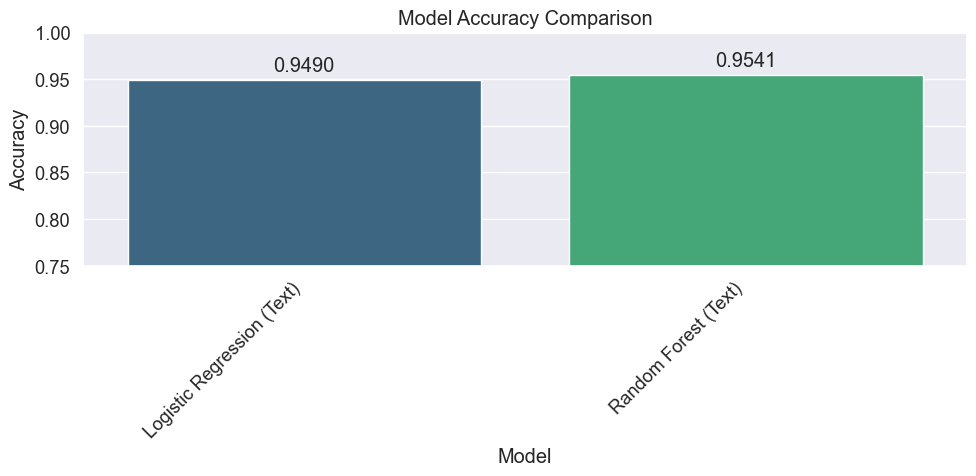 Model Accuracy Comparison
1.00
0.95
0.90
0.85
0.80
0.75
Accuracy
0.9490
0.9541
Logistic Regression (Text)
Random Forest (Text)
Model